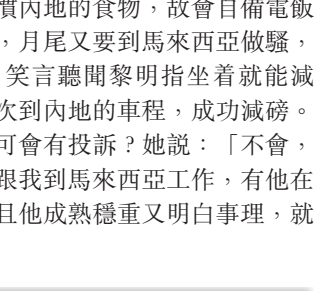 慣內地的食物，故會自備電飯
，月尾又要到馬來西亞做騷，
笑言聽聞黎明指坐着就能減
次到內地的車程，成功減磅。
可會有投訴？她説：「不會，
跟我到馬來西亞工作，有他在
且他成熟穩重又明白事理，就